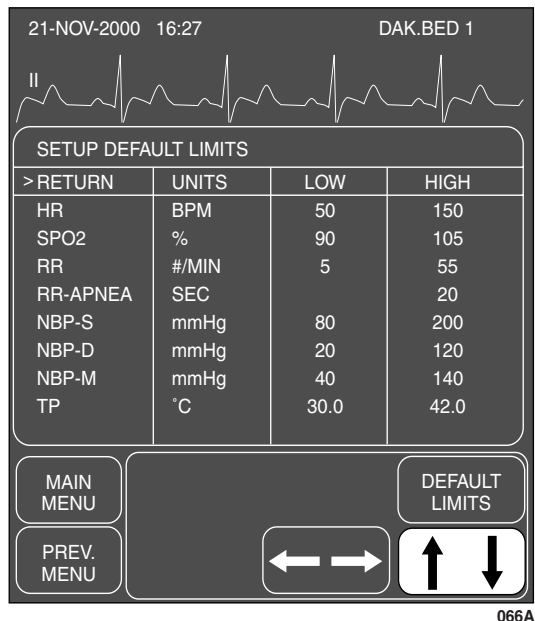 21-NOV-2000 16:27 DAK.BED 1
II
SETUP DEFAULT LIMITS
>RETURN UNITS LOW HIGH
HR BPM 50 150
SPO2 % 90 105
RR #/MIN 5 55
RR-APNEA SEC 20
NBP-S mmHg 80 200
NBP-D mmHg 20 120
NBP-M mmHg 40 140
TP ˚C 30.0 42.0
MAIN
MENU
DEFAULT
LIMITS
PREV.
MENU
066A